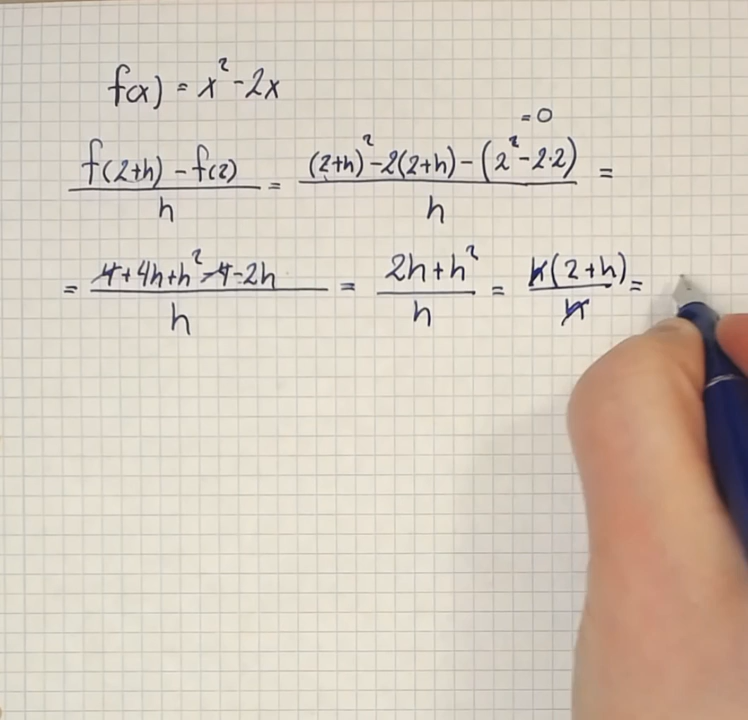 f(x) = x² - 2x
= 0
(f(2+h) - f(2))/h = ((2+h)² - 2(2+h) - (2² - 2·2))/h =
= (4 + 4h + h² - 4 - 2h)/h = (2h + h²)/h = (h(2+h))/h =